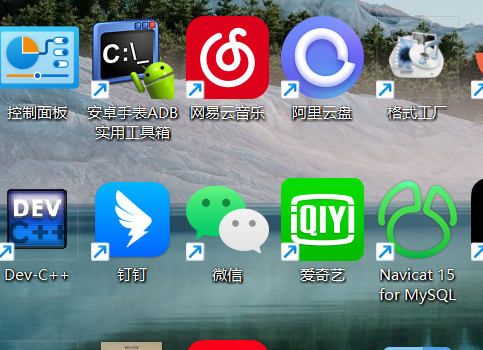 C:\_
控制面板
安卓手表ADB
实用工具箱
网易云音乐
阿里云盘
格式工厂
DEV
C++
iQIYI
Dev-C++
钉钉
微信
爱奇艺
Navicat 15
for MySQL